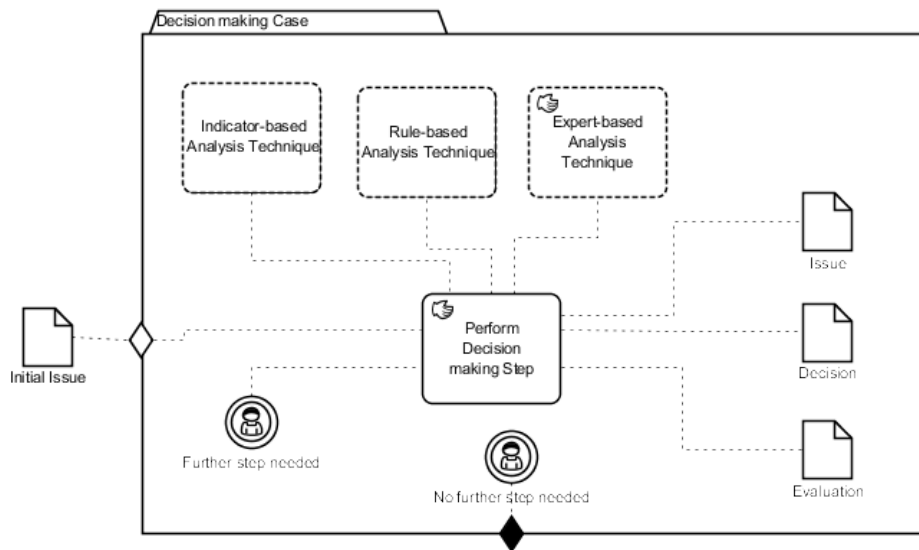 Decision making Case
Indicator-based
Analysis Technique
Rule-based
Analysis Technique
Expert-based
Analysis
Technique
Issue
Perform
Decision
making Step
Initial Issue
Decision
Further step needed
No further step needed
Evaluation